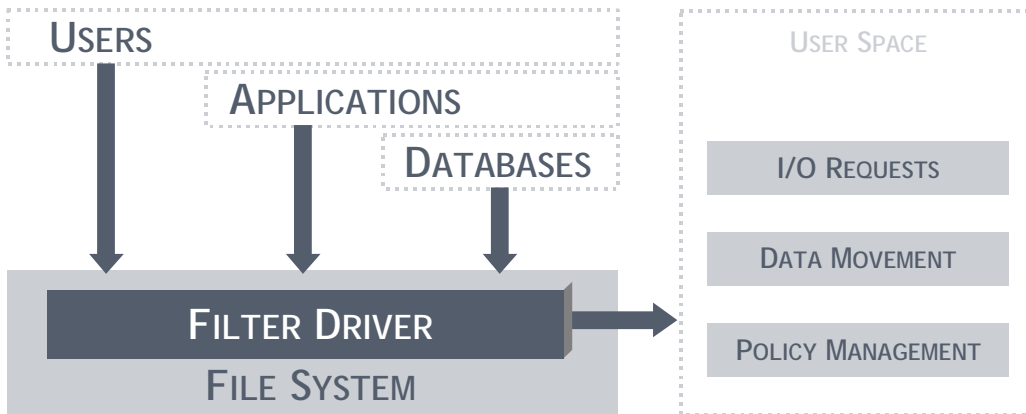 USERS
APPLICATIONS
DATABASES
FILTER DRIVER
FILE SYSTEM
USER SPACE
I/O REQUESTS
DATA MOVEMENT
POLICY MANAGEMENT